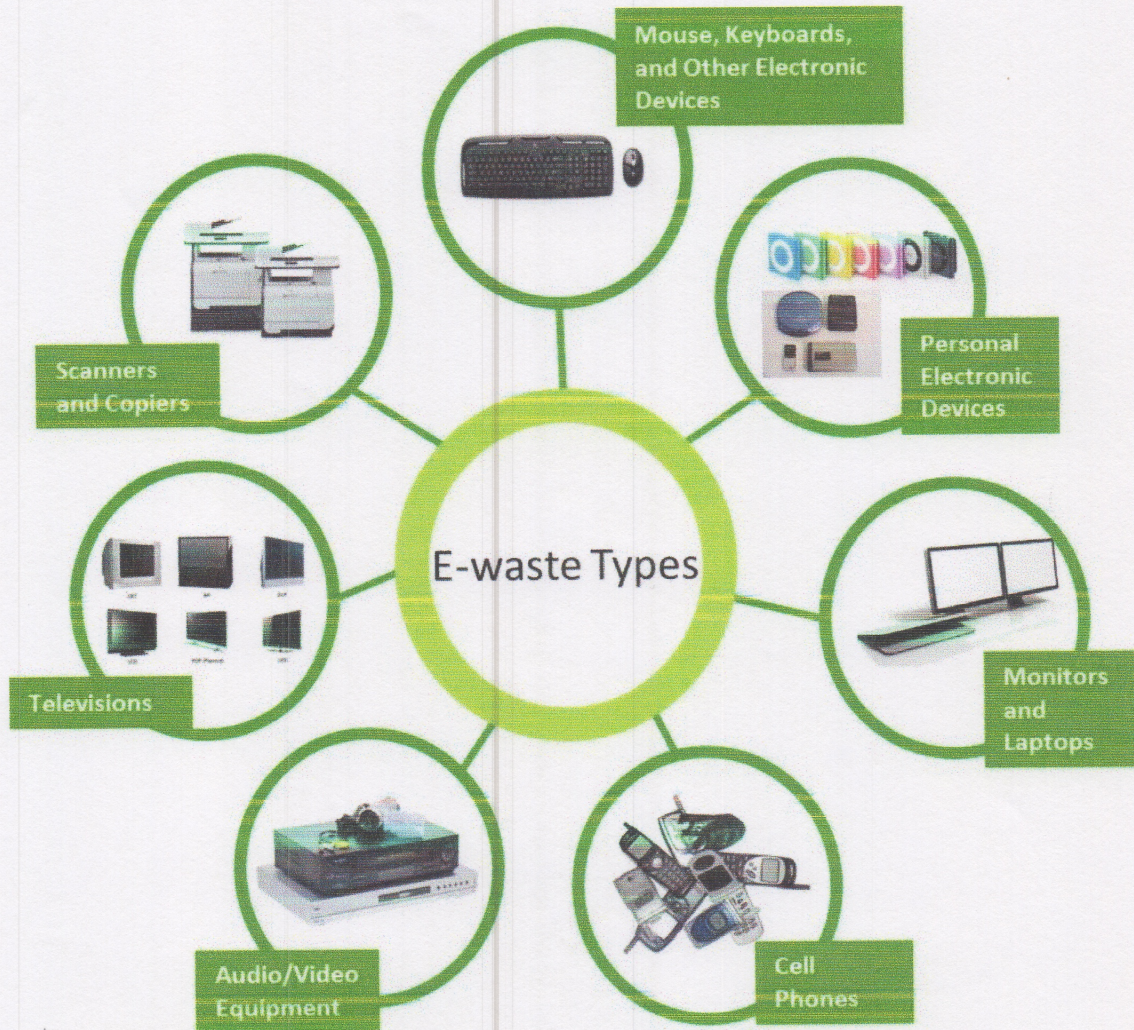 Mouse, Keyboards,
and Other Electronic
Devices
Personal
Electronic
Devices
Scanners
and Copiers
E-waste Types
Televisions
Monitors
and
Laptops
Audio/Video
Equipment
Cell
Phones